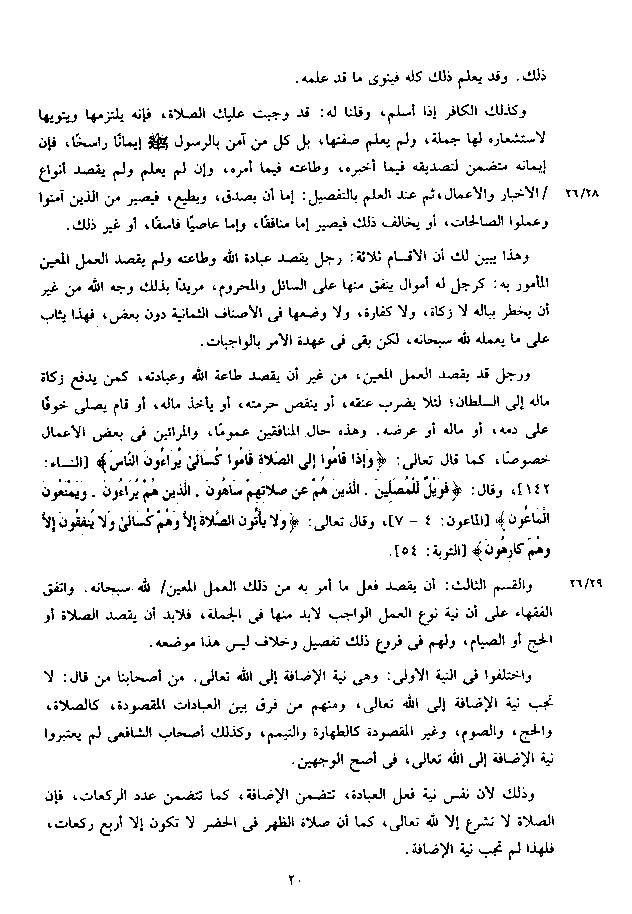 ذلك. وقد يعلم ذلك كله فينوى ما قد علمه.
وكذلك الكافر إذا أسلم، وقلنا له: قد وجبت عليك الصلاة، فإنه يلتزمها وينويها
لاستشعاره لها جملة، ولم يعلم صفتها، بل كل من آمن بالرسول ﷺ إيمانًا راسخًا، فإن
إيمانه متضمن لتصديقه فيما أخبره، وطاعته فيما أمره، وإن لم يعلم ولم يقصد أنواع
٢٦/٢٨ / الأخبار والأعمال، ثم عند العلم بالتفصيل: إما أن يصدق، ويطيع، فيصير من الذين آمنوا
وعملوا الصالحات، أو يخالف ذلك فيصير إما منافقًا، وإما عاصيًا فاسقًا، أو غير ذلك.
وهذا يبين لك أن الأقسام ثلاثة: رجل يقصد عبادة الله وطاعته ولم يقصد العمل المعين
المأمور به: كرجل له أموال ينفق منها على السائل والمحروم، مريدًا بذلك وجه الله من غير
أن يخطر بباله لا زكاة، ولا كفارة، ولا وضعها فى الأصناف الثمانية دون بعض، فهذا يثاب
على ما يعمله لله سبحانه، لكن بقى فى عهدة الأمر بالواجبات.
ورجل قد يقصد العمل المعين، من غير أن يقصد طاعة الله وعبادته، كمن يدفع زكاة
ماله إلى السلطان؛ لئلا يضرب عنقه، أو ينقص حرمته، أو يأخذ ماله، أو قام يصلى خوفًا
على دمه، أو ماله أو عرضه. وهذه حال المنافقين عمومًا، والمرائين فى بعض الأعمال
خصوصًا، كما قال تعالى: ﴿وَإِذَا قَامُوا إِلَى الصَّلاةِ قَامُوا كُسَالَىٰ يُرَاءُونَ النَّاسَ﴾ [النساء:
١٤٢]، وقال: ﴿فَوَيْلٌ لِّلْمُصَلِّينَ . الَّذِينَ هُمْ عَن صَلاتِهِمْ سَاهُونَ . الَّذِينَ هُمْ يُرَاءُونَ . وَيَمْنَعُونَ
الْمَاعُونَ﴾ [الماعون: ٤ – ٧]، وقال تعالى: ﴿وَلا يَأْتُونَ الصَّلاةَ إِلاَّ وَهُمْ كُسَالَىٰ وَلا يُنفِقُونَ إِلاَّ
وَهُمْ كَارِهُونَ﴾ [التوبة: ٥٤].
٢٦/٢٩ والقسم الثالث: أن يقصد فعل ما أمر به من ذلك العمل المعين/ لله سبحانه. واتفق
الفقهاء على أن نية نوع العمل الواجب لابد منها فى الجملة، فلابد أن يقصد الصلاة أو
الحج أو الصيام، ولهم فى فروع ذلك تفصيل وخلاف ليس هذا موضعه.
واختلفوا فى النية الأولى: وهى نية الإضافة إلى الله تعالى. من أصحابنا من قال: لا
تجب نية الإضافة إلى الله تعالى، ومنهم من فرق بين العبادات المقصودة، كالصلاة،
والحج، والصوم، وغير المقصودة كالطهارة والتيمم، وكذلك أصحاب الشافعى لم يعتبروا
نية الإضافة إلى الله تعالى، فى أصح الوجهين.
وذلك لأن نفس نية فعل العبادة، تتضمن الإضافة، كما تتضمن عدد الركعات، فإن
الصلاة لا تشرع إلا لله تعالى، كما أن صلاة الظهر فى الحضر لا تكون إلا أربع ركعات،
فلهذا لم تجب نية الإضافة.
٢٠